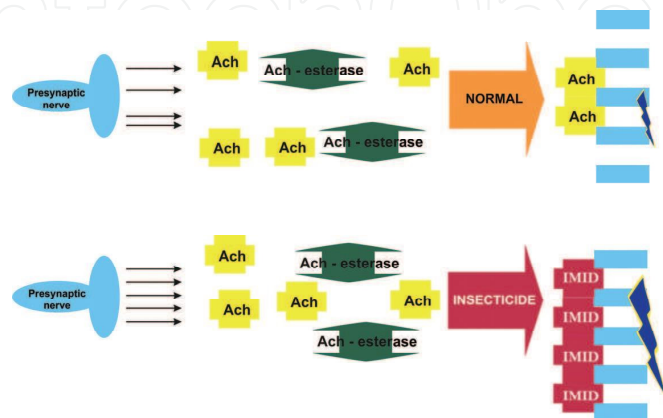 Ach
Ach - esterase
Ach
Presynaptic
nerve
NORMAL
Ach
Ach
Ach
Ach
Ach - esterase
Ach
Ach - esterase
Presynaptic
nerve
Ach
Ach
Ach
INSECTICIDE
Ach - esterase
IMID
IMID
IMID
IMID